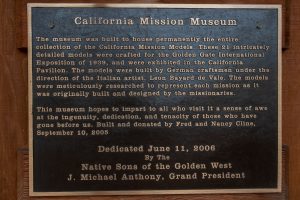 California Mission Museum
The museum was built to house permanently the entire
collection of the California Mission Models. These 21 intricately
detailed models were crafted for the Golden Gate International
Exposition of 1939, and were exhibited in the California
Pavilion. The models were built by German craftsmen under the
direction of the Italian artist, Leon Bayard de Vale. The models
were meticulously researched to represent each mission as it
was originally built and designed by the missionaries.
This museum hopes to impart to all who visit it a sense of awe
at the ingenuity, dedication, and tenacity of those who have
gone before us. Built and donated by Fred and Nancy Cline,
September 10, 2005
Dedicated June 11, 2006
By The
Native Sons of the Golden West
J. Michael Anthony, Grand President